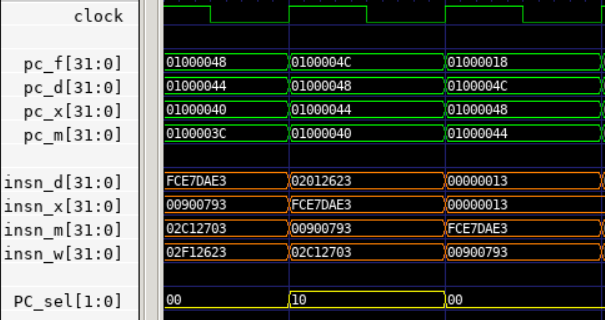 clock
pc_f[31:0] 01000048 0100004C 01000018
pc_d[31:0] 01000044 01000048 0100004C
pc_x[31:0] 01000040 01000044 01000048
pc_m[31:0] 0100003C 01000040 01000044
insn_d[31:0] FCE7DAE3 02012623 00000013
insn_x[31:0] 00900793 FCE7DAE3 00000013
insn_m[31:0] 02C12703 00900793 FCE7DAE3
insn_w[31:0] 02F12623 02C12703 00900793
PC_sel[1:0] 00 10 00